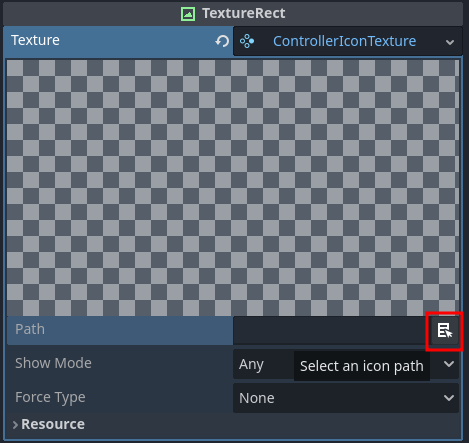 TextureRect
Texture ControllerIconTexture
Path
Show Mode Any
Select an icon path
Force Type None
Resource